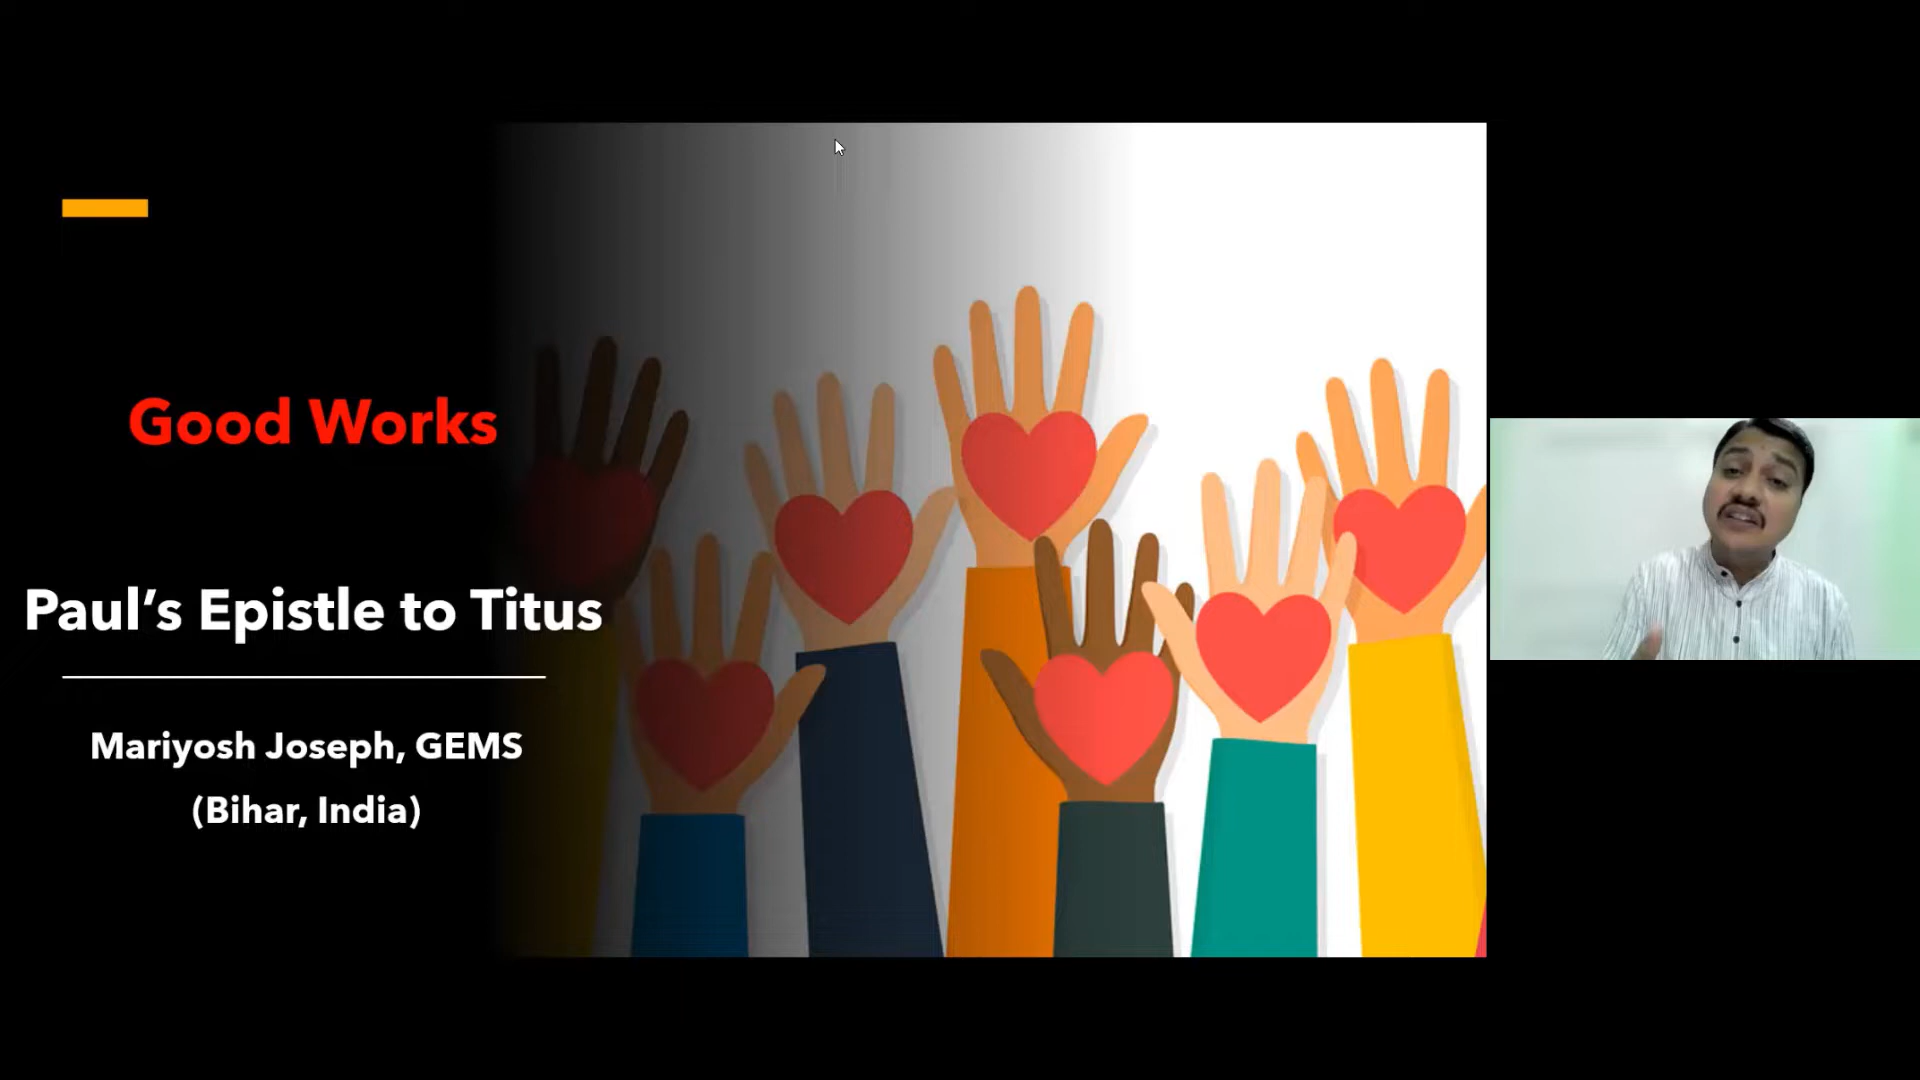 Good Works
Paul’s Epistle to Titus
Mariyosh Joseph, GEMS
(Bihar, India)